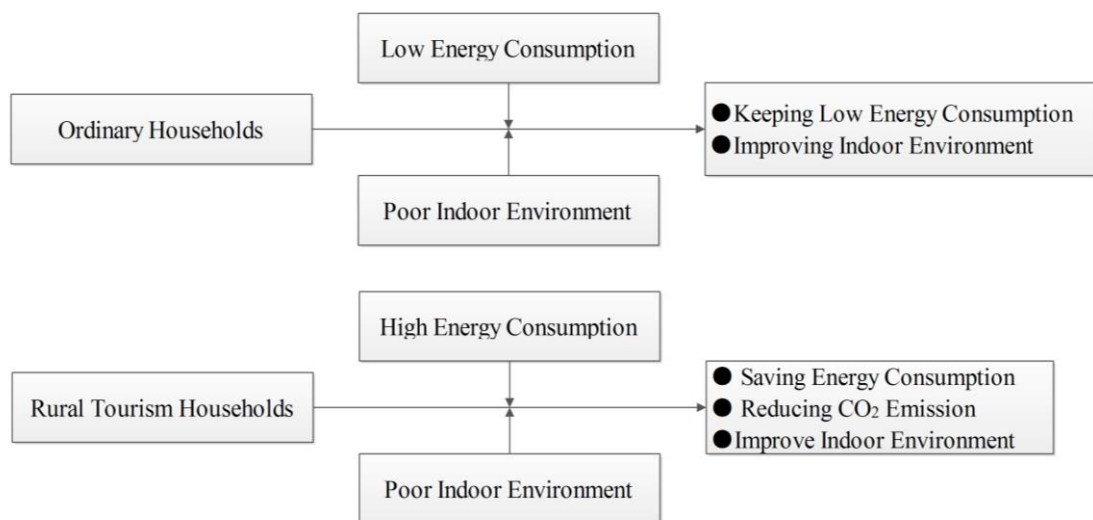 Low Energy Consumption
Ordinary Households
●Keeping Low Energy Consumption
●Improving Indoor Environment
Poor Indoor Environment
High Energy Consumption
Rural Tourism Households
● Saving Energy Consumption
● Reducing CO₂ Emission
●Improve Indoor Environment
Poor Indoor Environment